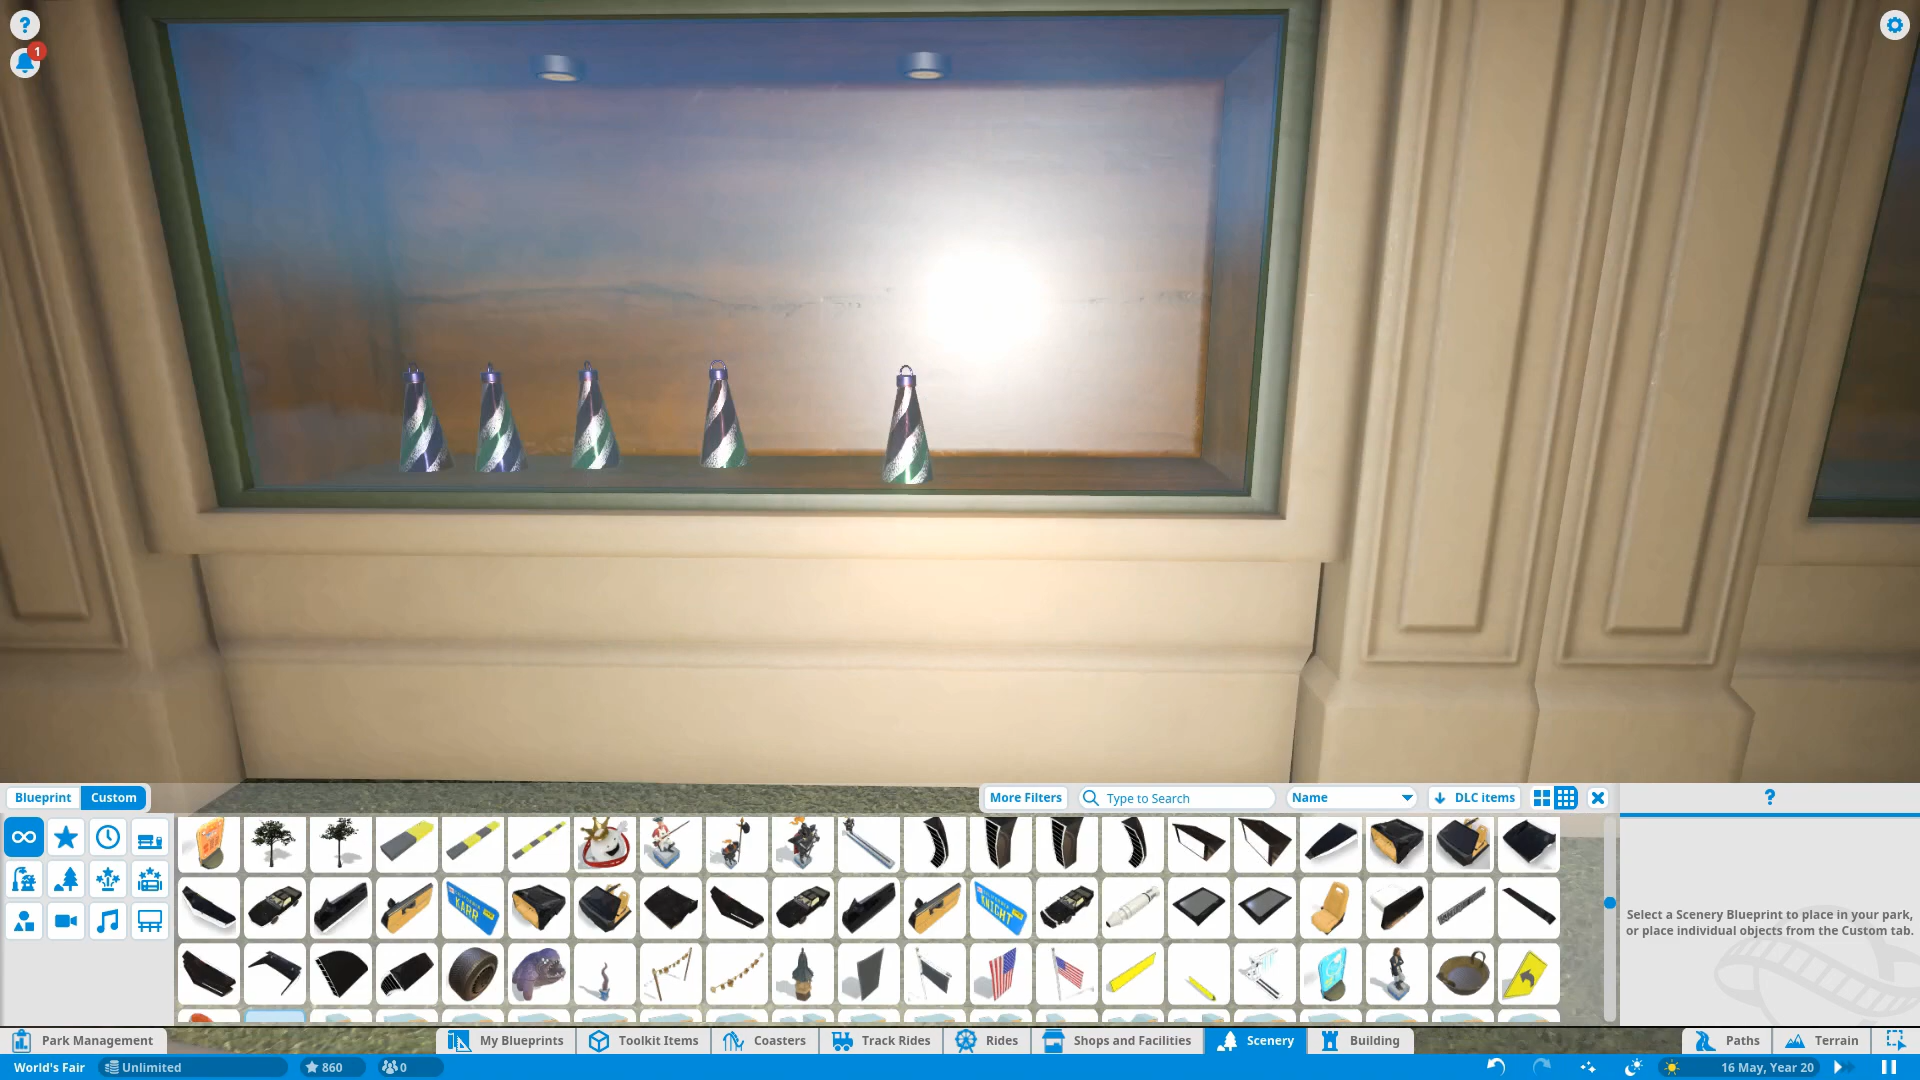 ?
1
Blueprint
Custom
More Filters
Type to Search
Name
DLC items
?
KARR
KNIGHT
Select a Scenery Blueprint to place in your park,
or place individual objects from the Custom tab.
Park Management
My Blueprints
Toolkit Items
Coasters
Track Rides
Rides
Shops and Facilities
Scenery
Building
Paths
Terrain
World's Fair
Unlimited
860
0
16 May, Year 20